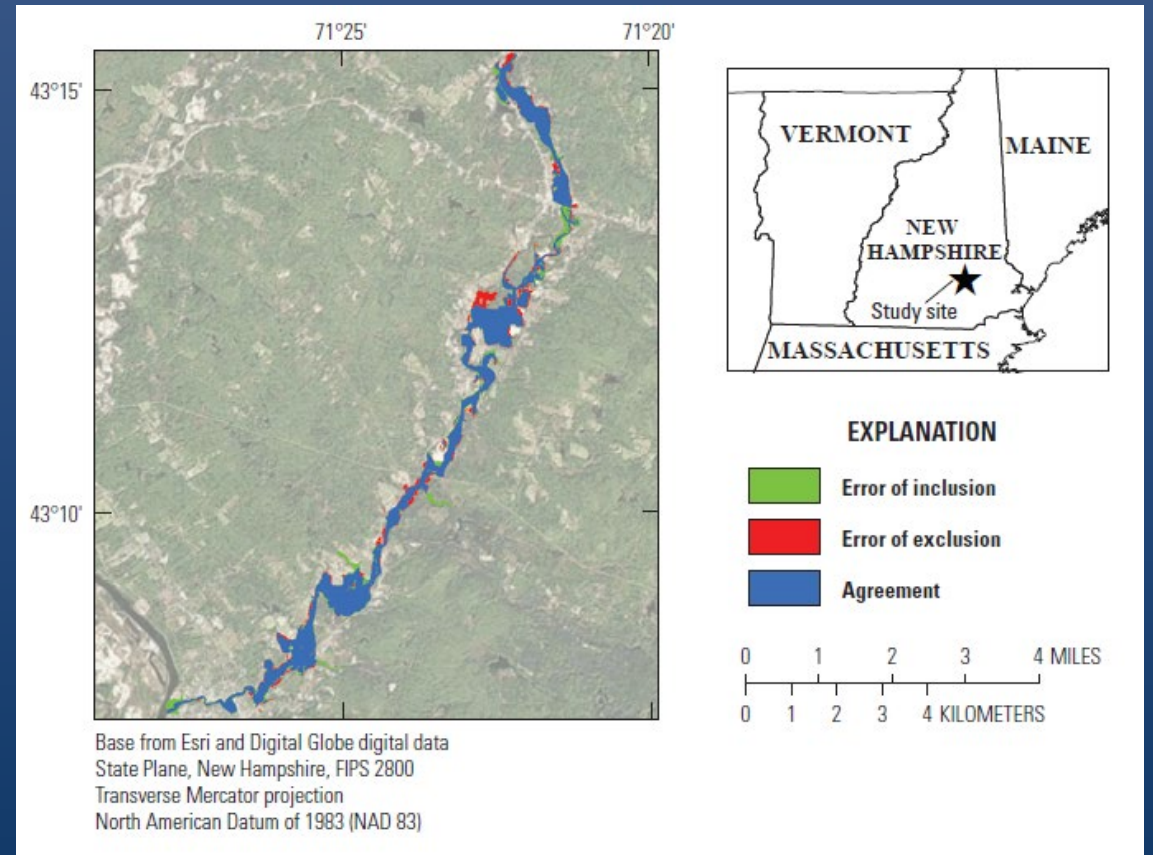 71°25'
71°20'
43°15'
43°10'
Base from Esri and Digital Globe digital data
State Plane, New Hampshire, FIPS 2800
Transverse Mercator projection
North American Datum of 1983 (NAD 83)
VERMONT
MAINE
NEW
HAMPSHIRE
Study site
MASSACHUSETTS
EXPLANATION
Error of inclusion
Error of exclusion
Agreement
0 1 2 3 4 MILES
0 1 2 3 4 KILOMETERS